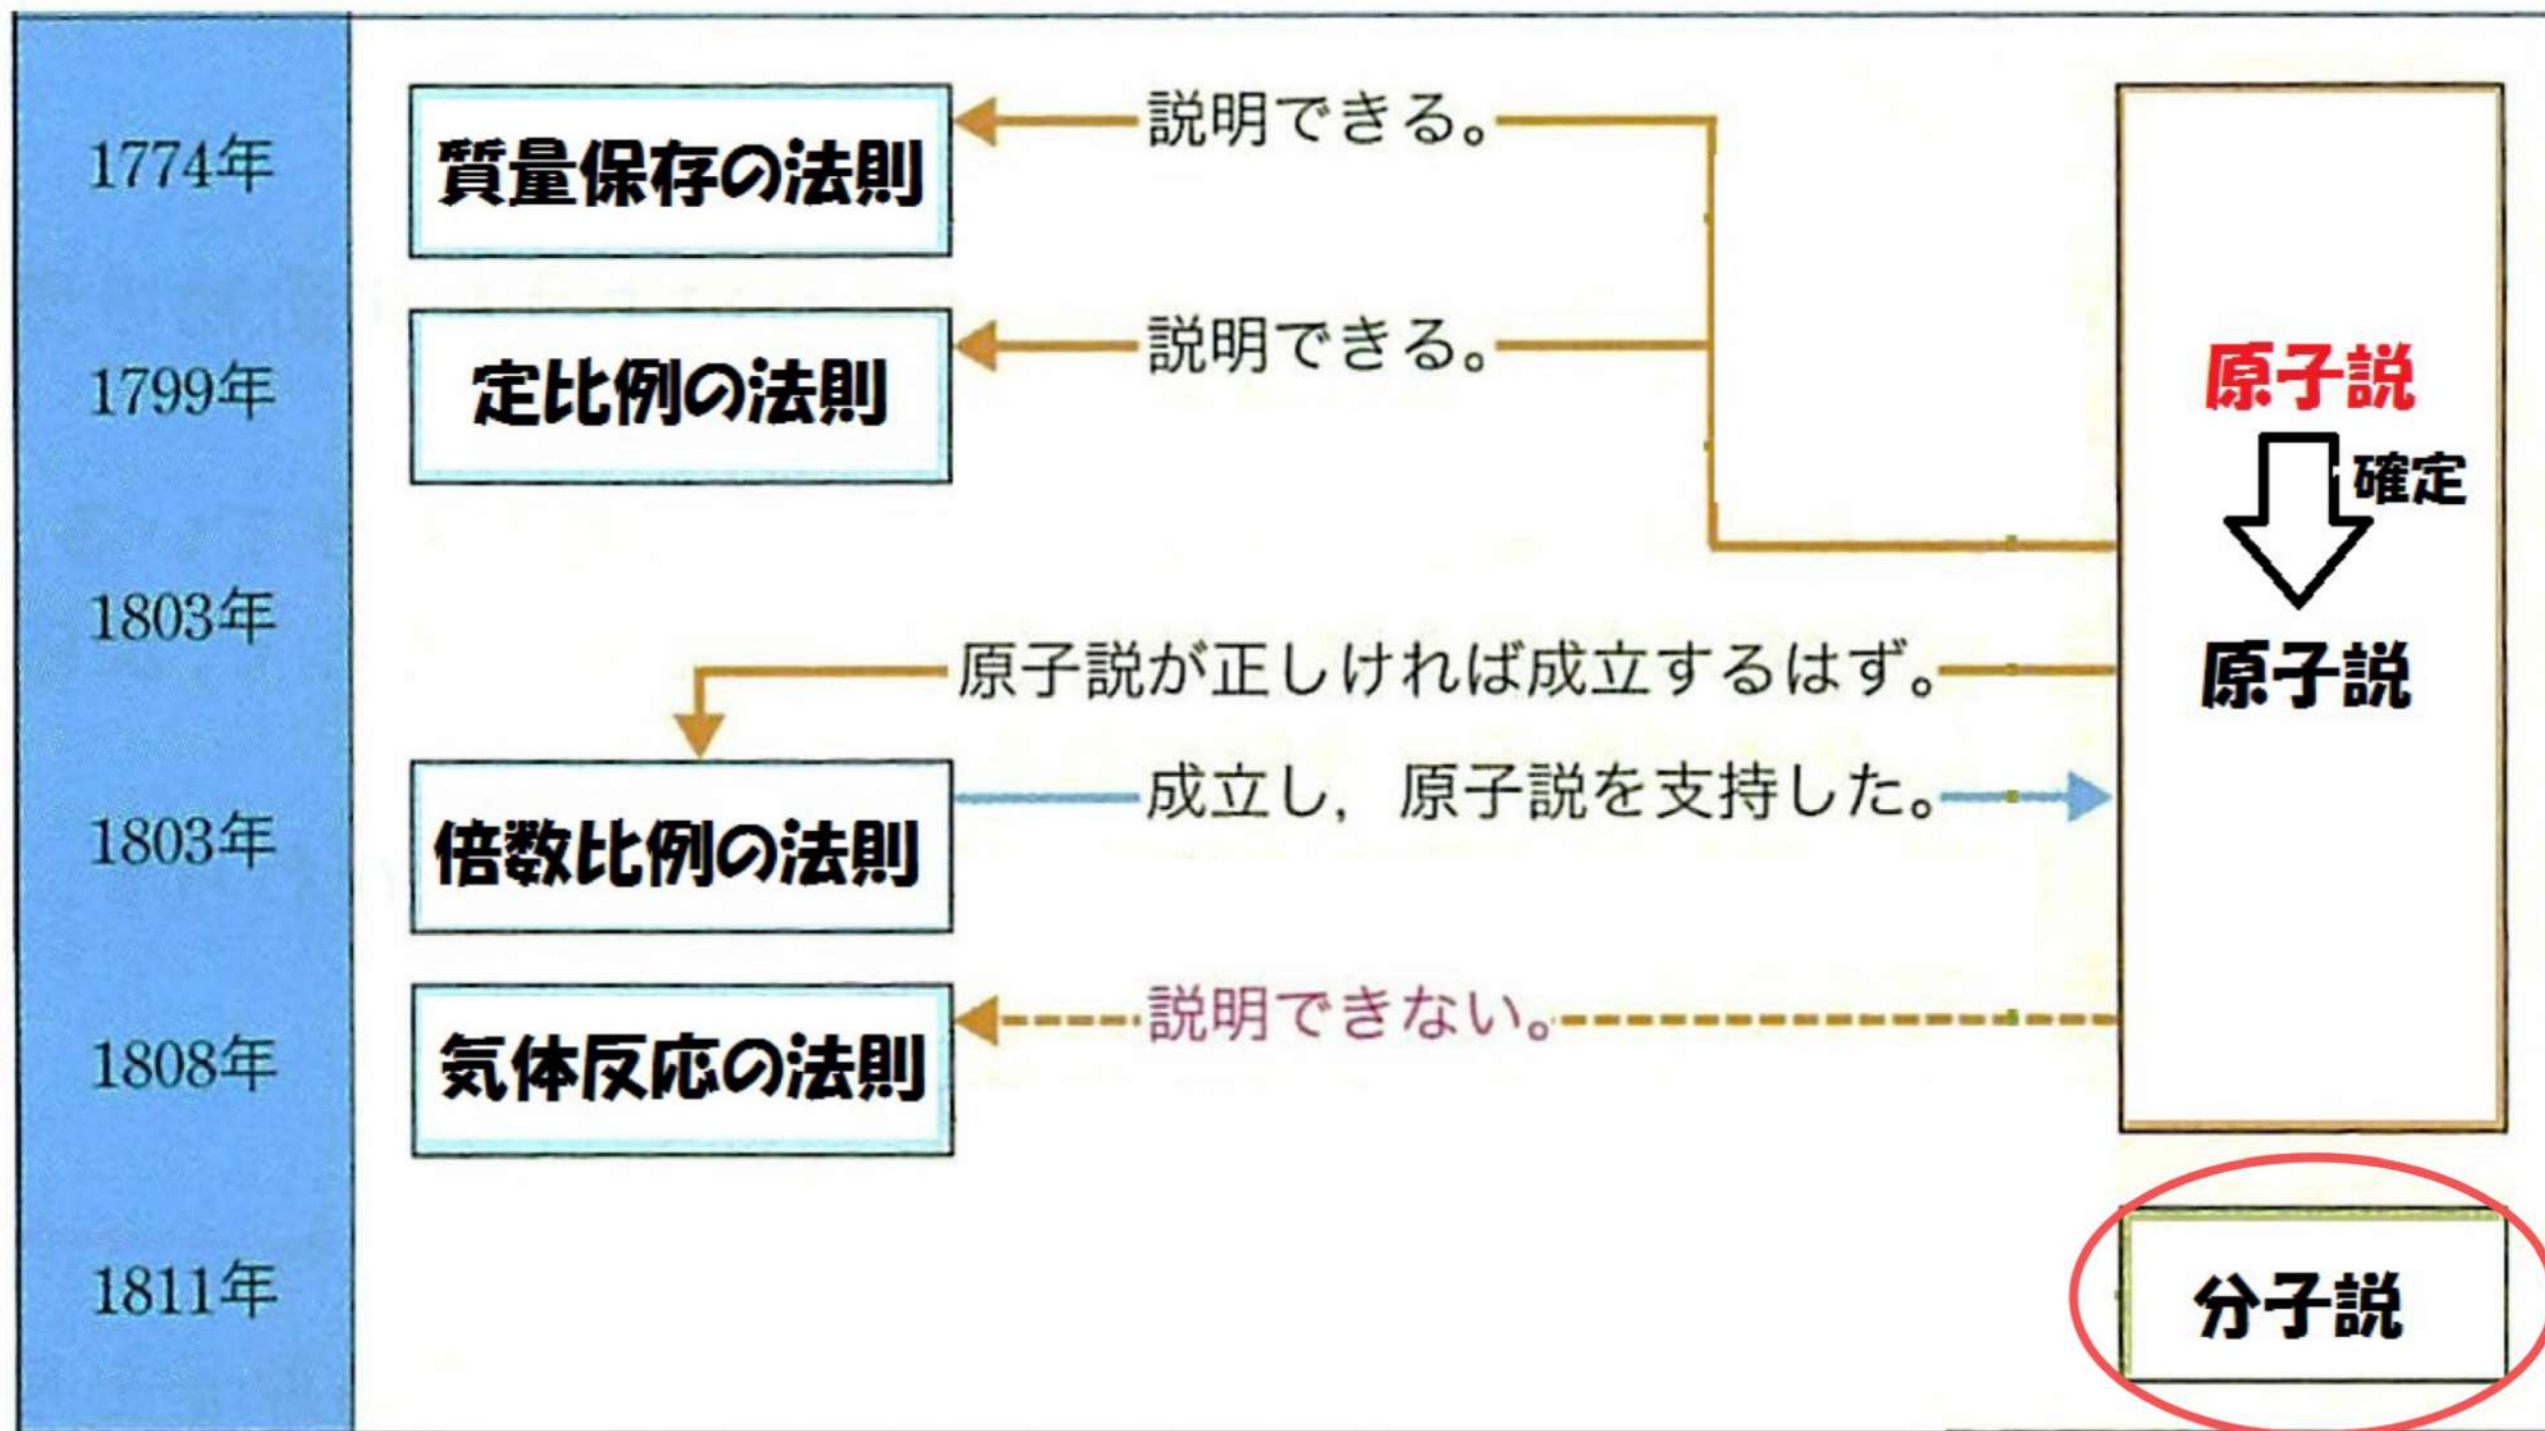 1774年
質量保存の法則
説明できる。
1799年
定比例の法則
説明できる。
原子説
確定
原子説
1803年
原子説が正しければ成立するはず。
1803年
倍数比例の法則
成立し，原子説を支持した。
1808年
気体反応の法則
説明できない。
1811年
分子説